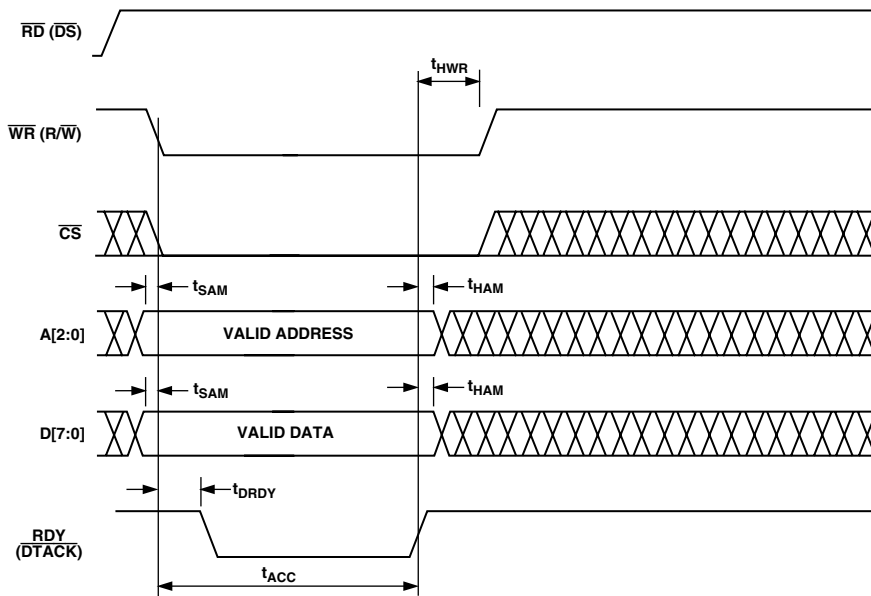 RD (DS)
tHWR
WR (R/W)
CS
tSAM
tHAM
A[2:0]
VALID ADDRESS
tSAM
tHAM
D[7:0]
VALID DATA
tDRDY
RDY
(DTACK)
tACC